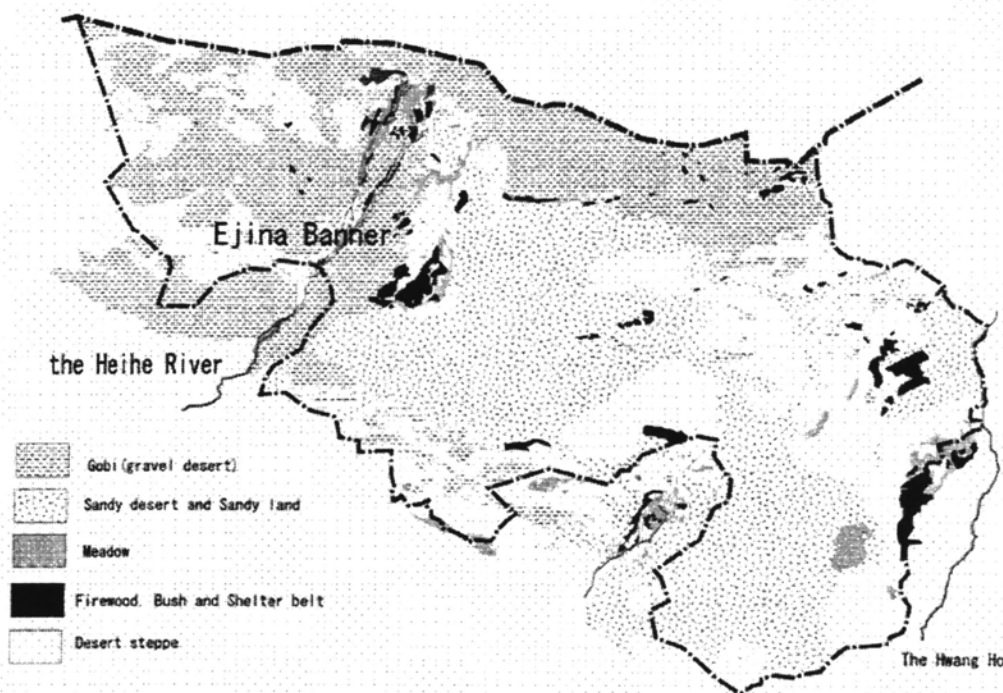 Ejina Banner
the Heihe River
Gobi(gravel desert)
Sandy desert and Sandy land
Meadow
Firewood. Bush and Shelter belt
Desert steppe
The Hwang Ho